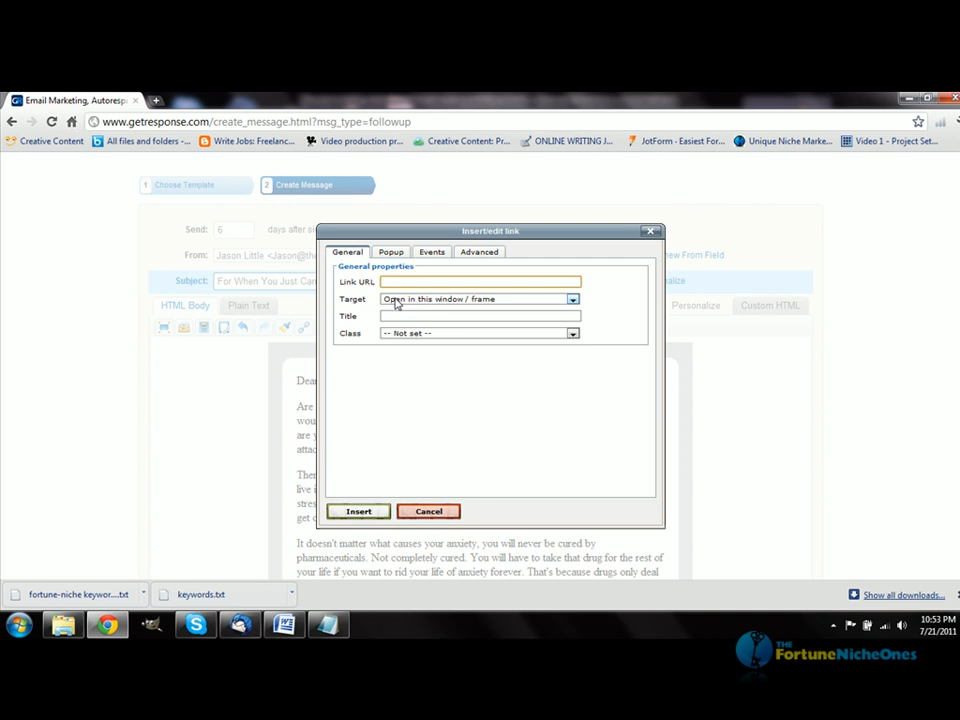 Email Marketing, Autoresp
www.getresponse.com/create_message.html?msg_type=followup
Creative Content
All files and folders -...
Write Jobs: Freelanc...
Video production pr...
Creative Content: Pr...
ONLINE WRITING J...
JotForm - Easiest For...
Unique Niche Marke...
Video 1 - Project Set...
1 Choose Template
2 Create Message
Send: 6 days after si
From: Jason Little <Jason@the
ew From Field
Subject: For When You Just Can
alize
HTML Body
Plain Text
Personalize
Custom HTML
Insert/edit link
General
Popup
Events
Advanced
General properties
Link URL
Target Open in this window / frame
Title
Class -- Not set --
Insert
Cancel
Dear
Are
wou
are y
attac
Ther
live i
stres
get c
It doesn't matter what causes your anxiety, you will never be cured by
pharmaceuticals. Not completely cured. You will have to take that drug for the rest of
your life if you want to rid your life of anxiety forever. That's because drugs only deal
fortune-niche keywor....txt
keywords.txt
Show all downloads...
10:53 PM
7/21/2011
THE
FortuneNicheOnes